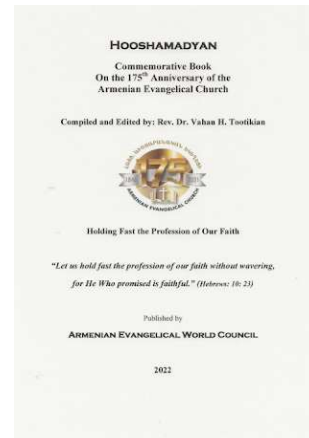 HOOSHAMADYAN
Commemorative Book
On the 175th Anniversary of the
Armenian Evangelical Church
Compiled and Edited by: Rev. Dr. Vahan H. Tootikian
175
ARMENIAN EVANGELICAL CHURCH
Holding Fast the Profession of Our Faith
“Let us hold fast the profession of our faith without wavering,
for He Who promised is faithful.” (Hebrews: 10: 23)
Published by
ARMENIAN EVANGELICAL WORLD COUNCIL
2022